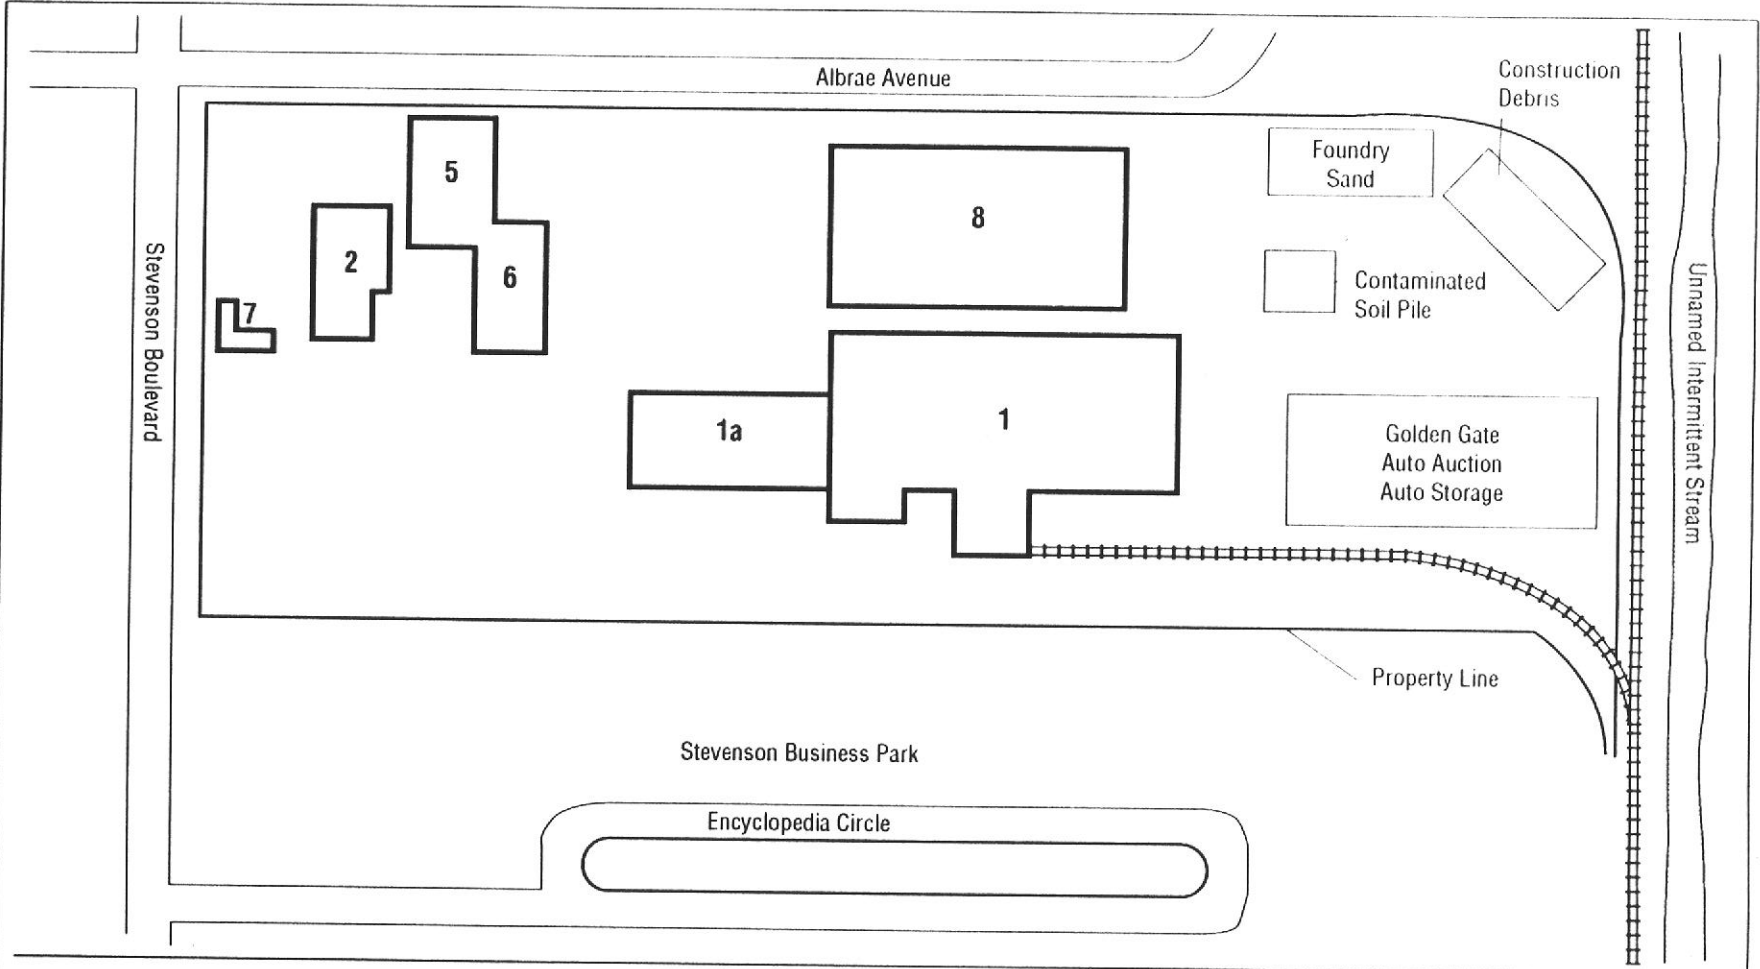 Albrae Avenue
Construction
Debris
Foundry
Sand
5
8
2
6
7
Contaminated
Soil Pile
Stevenson Boulevard
Unnamed Intermittent Stream
1a
1
Golden Gate
Auto Auction
Auto Storage
Property Line
Stevenson Business Park
Encyclopedia Circle